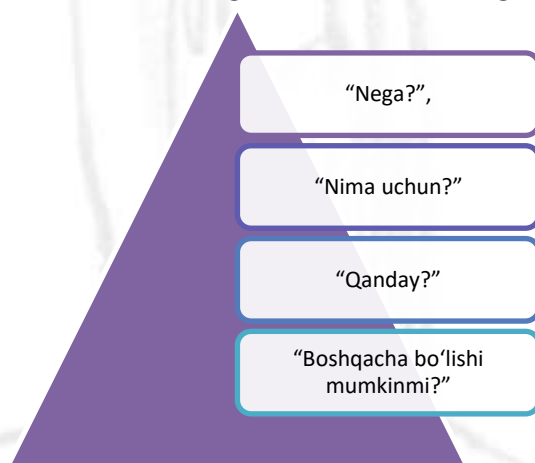 “Nega?”,
“Nima uchun?”
“Qanday?”
“Boshqacha bo‘lishi
mumkinmi?”